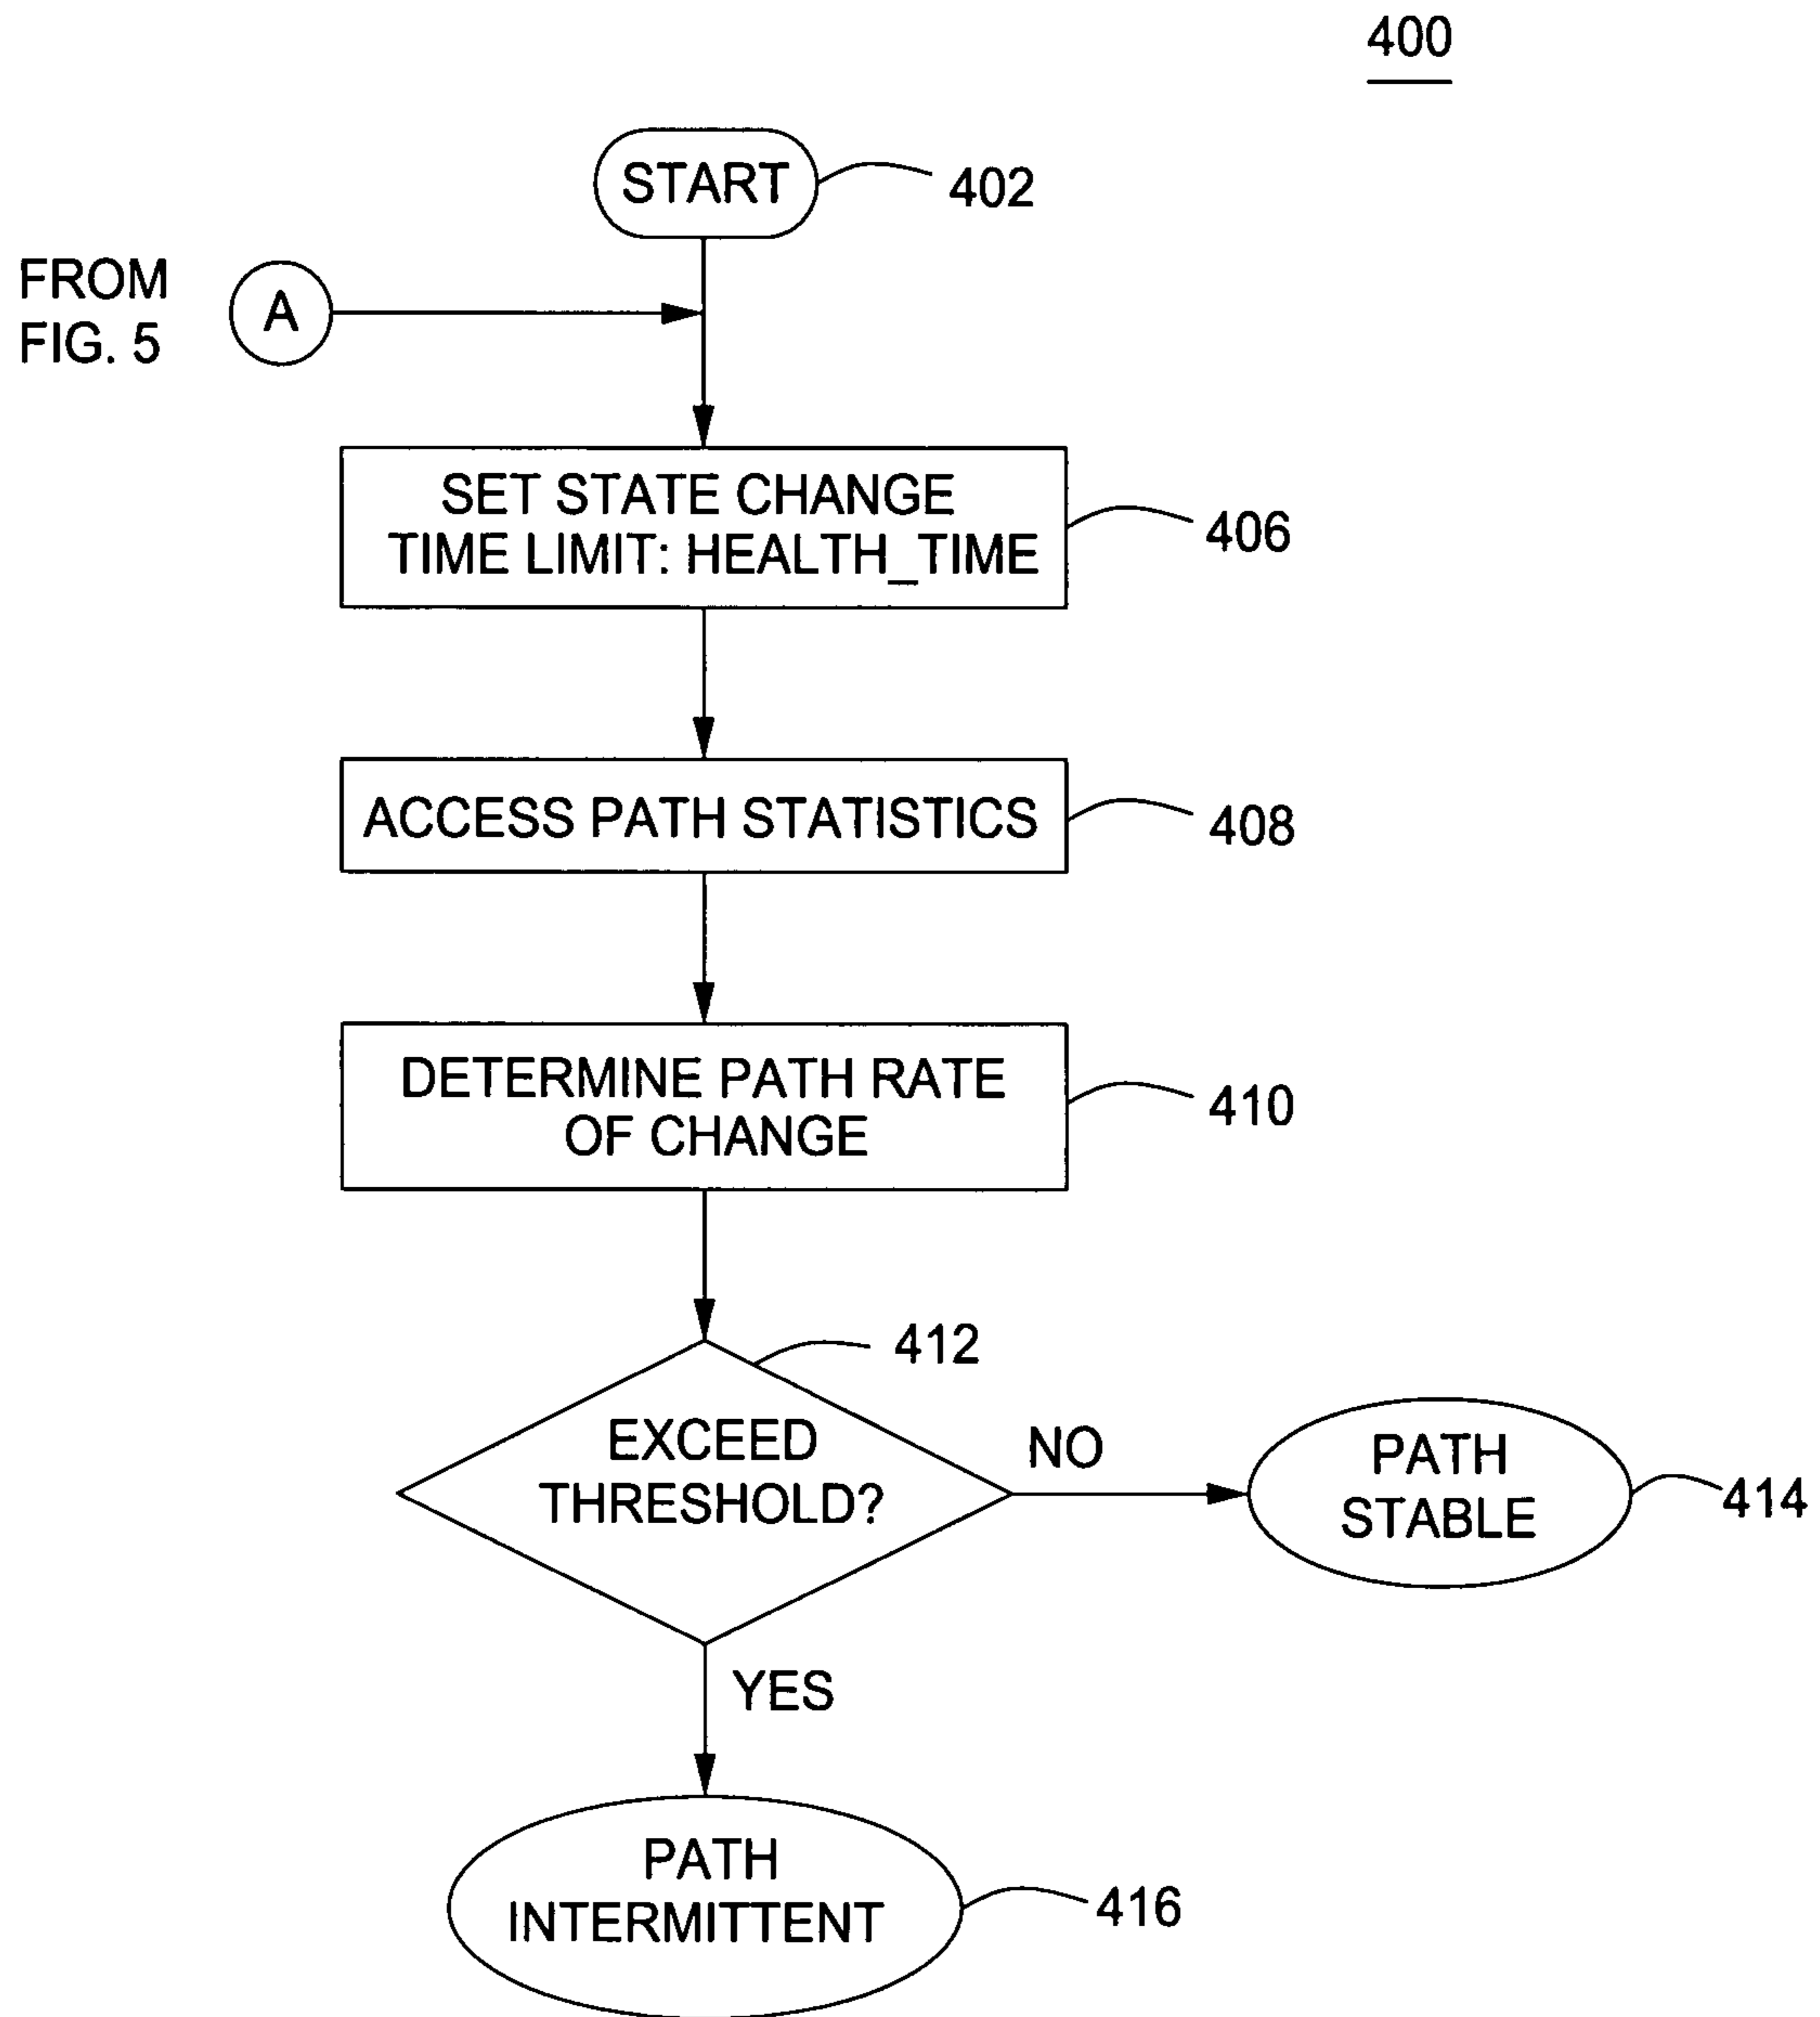 400
START
402
FROM
FIG. 5
A
SET STATE CHANGE
TIME LIMIT: HEALTH_TIME
406
ACCESS PATH STATISTICS
408
DETERMINE PATH RATE
OF CHANGE
410
412
EXCEED
THRESHOLD?
NO
PATH
STABLE
414
YES
PATH
INTERMITTENT
416